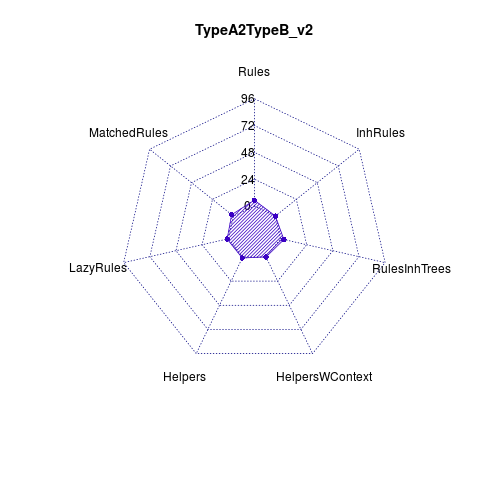 TypeA2TypeB_v2
Rules
96
MatchedRules
InhRules
72
48
24
0
LazyRules
RulesInhTrees
Helpers
HelpersWContext